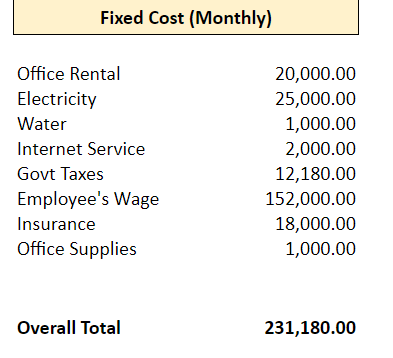 Fixed Cost (Monthly)
Office Rental 20,000.00
Electricity 25,000.00
Water 1,000.00
Internet Service 2,000.00
Govt Taxes 12,180.00
Employee's Wage 152,000.00
Insurance 18,000.00
Office Supplies 1,000.00
Overall Total 231,180.00